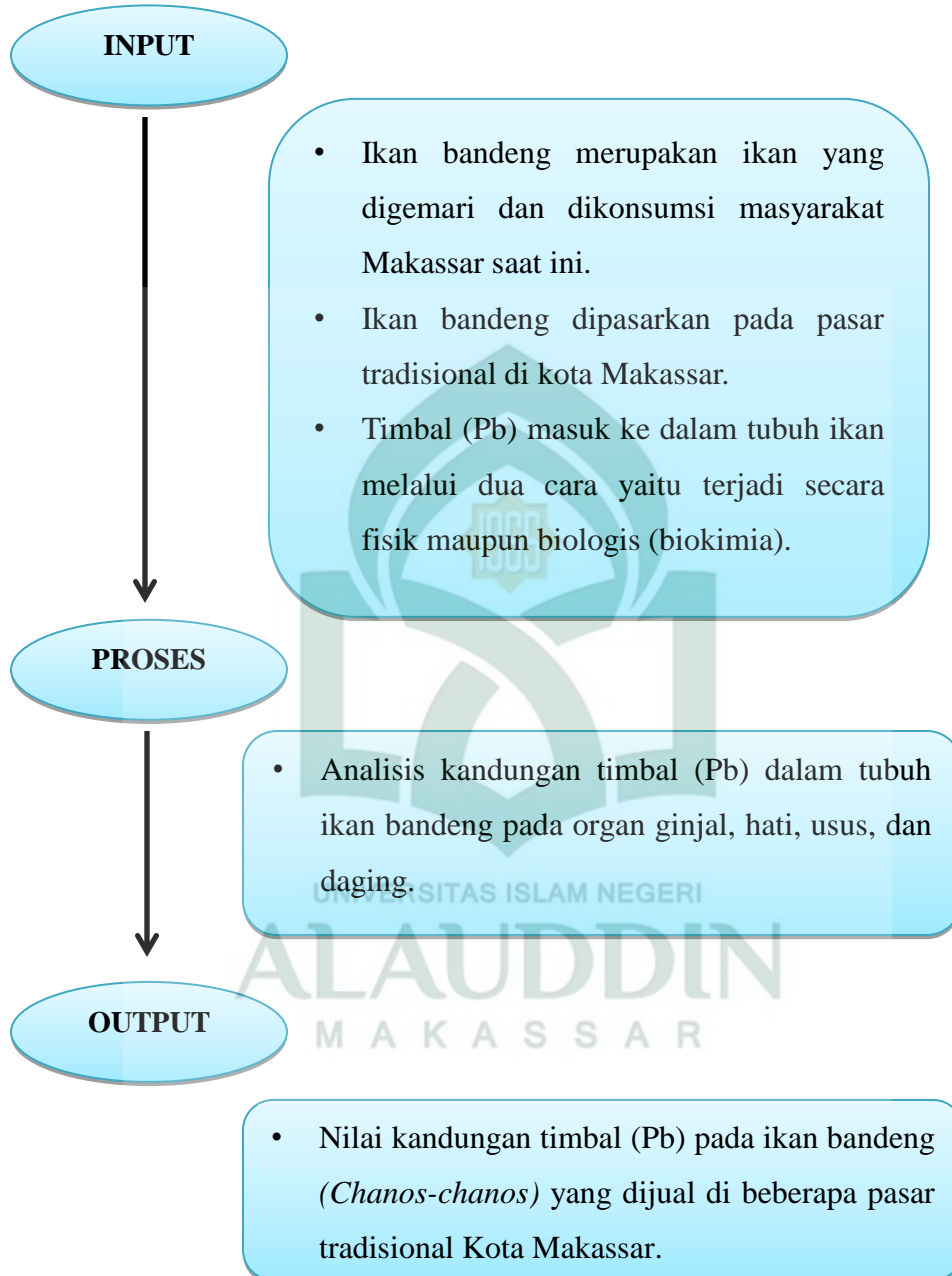 INPUT
• Ikan bandeng merupakan ikan yang
digemari dan dikonsumsi masyarakat
Makassar saat ini.
• Ikan bandeng dipasarkan pada pasar
tradisional di kota Makassar.
• Timbal (Pb) masuk ke dalam tubuh ikan
melalui dua cara yaitu terjadi secara
fisik maupun biologis (biokimia).
PROSES
• Analisis kandungan timbal (Pb) dalam tubuh
ikan bandeng pada organ ginjal, hati, usus, dan
daging.
UNIVERSITAS ISLAM NEGERI
ALAUDDIN
MAKASSAR
OUTPUT
• Nilai kandungan timbal (Pb) pada ikan bandeng
(Chanos-chanos) yang dijual di beberapa pasar
tradisional Kota Makassar.